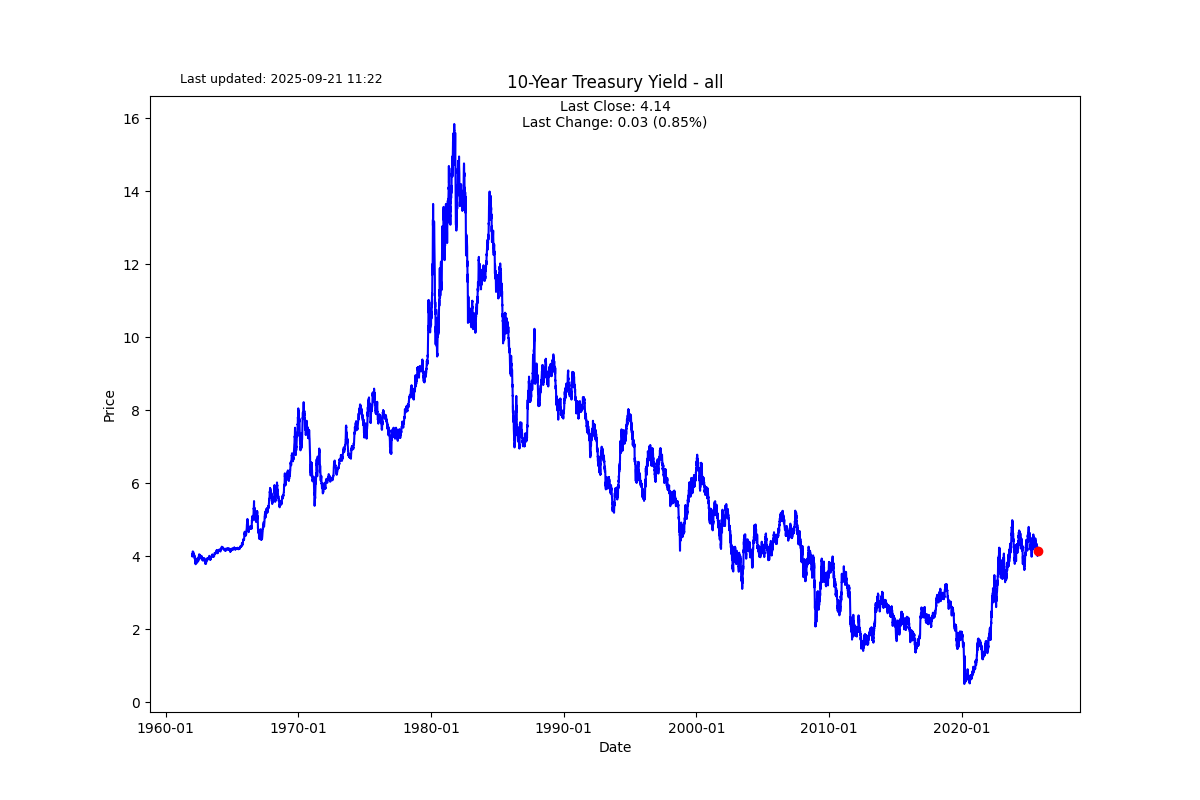 Last updated: 2025-09-21 11:22
10-Year Treasury Yield - all
Last Close: 4.14
Last Change: 0.03 (0.85%)
16
14
12
10
8
6
4
2
0
Price
1960-01 1970-01 1980-01 1990-01 2000-01 2010-01 2020-01
Date